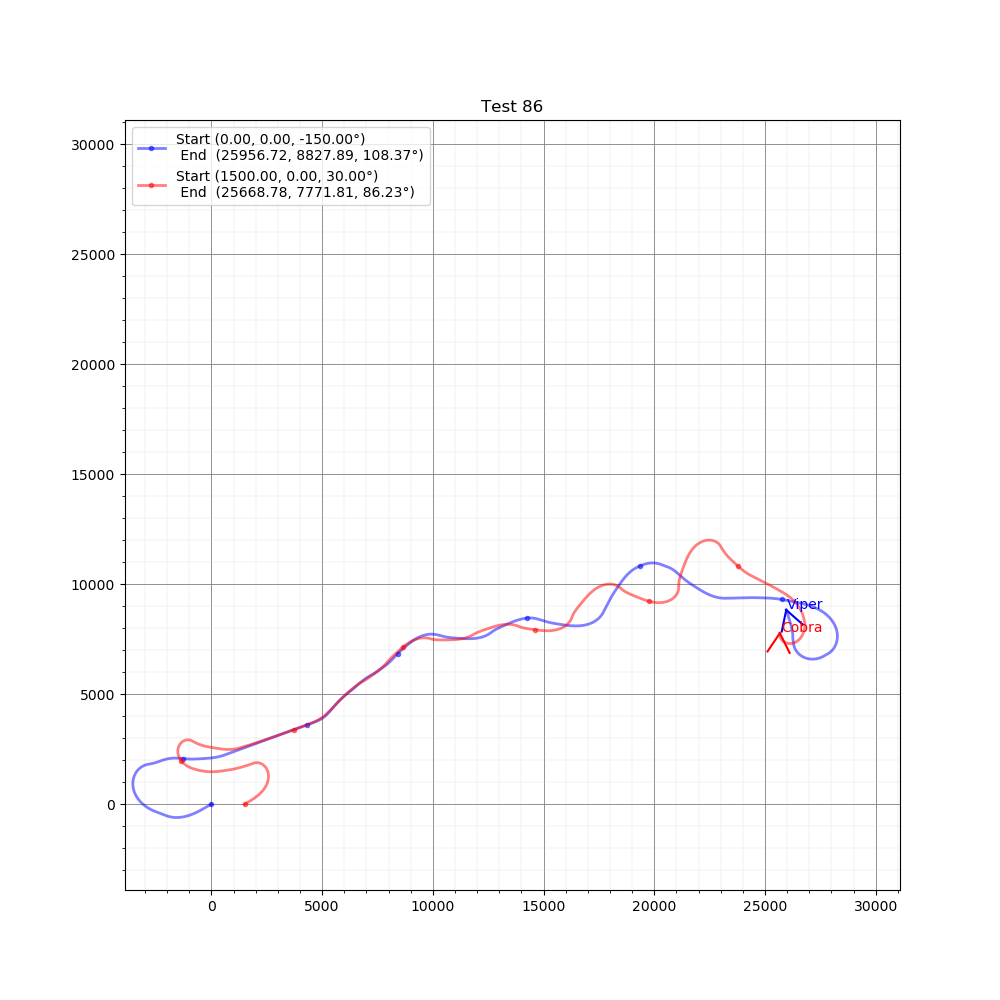 Test 86
Start (0.00, 0.00, -150.00°)
End  (25956.72, 8827.89, 108.37°)
Start (1500.00, 0.00, 30.00°)
End  (25668.78, 7771.81, 86.23°)
30000
25000
20000
15000
10000
5000
0
Viper
Cobra
0 5000 10000 15000 20000 25000 30000